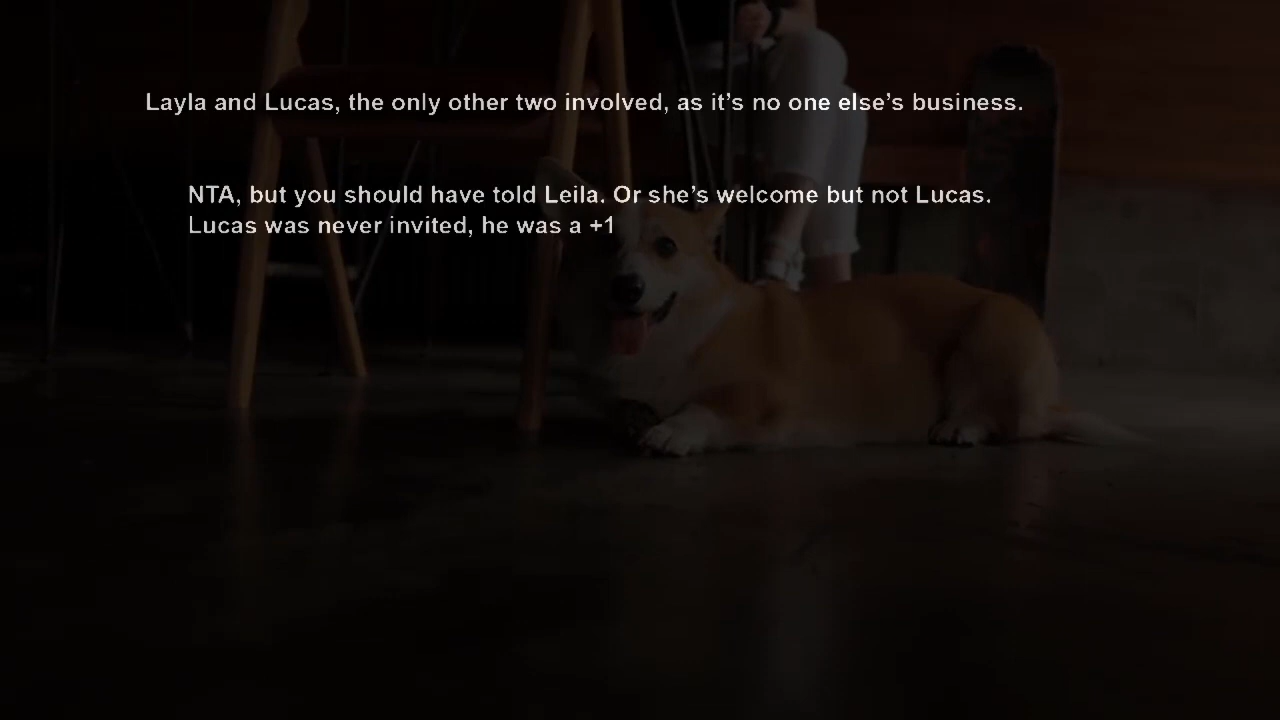 Layla and Lucas, the only other two involved, as it’s no one else’s business.
NTA, but you should have told Leila. Or she’s welcome but not Lucas.
Lucas was never invited, he was a +1